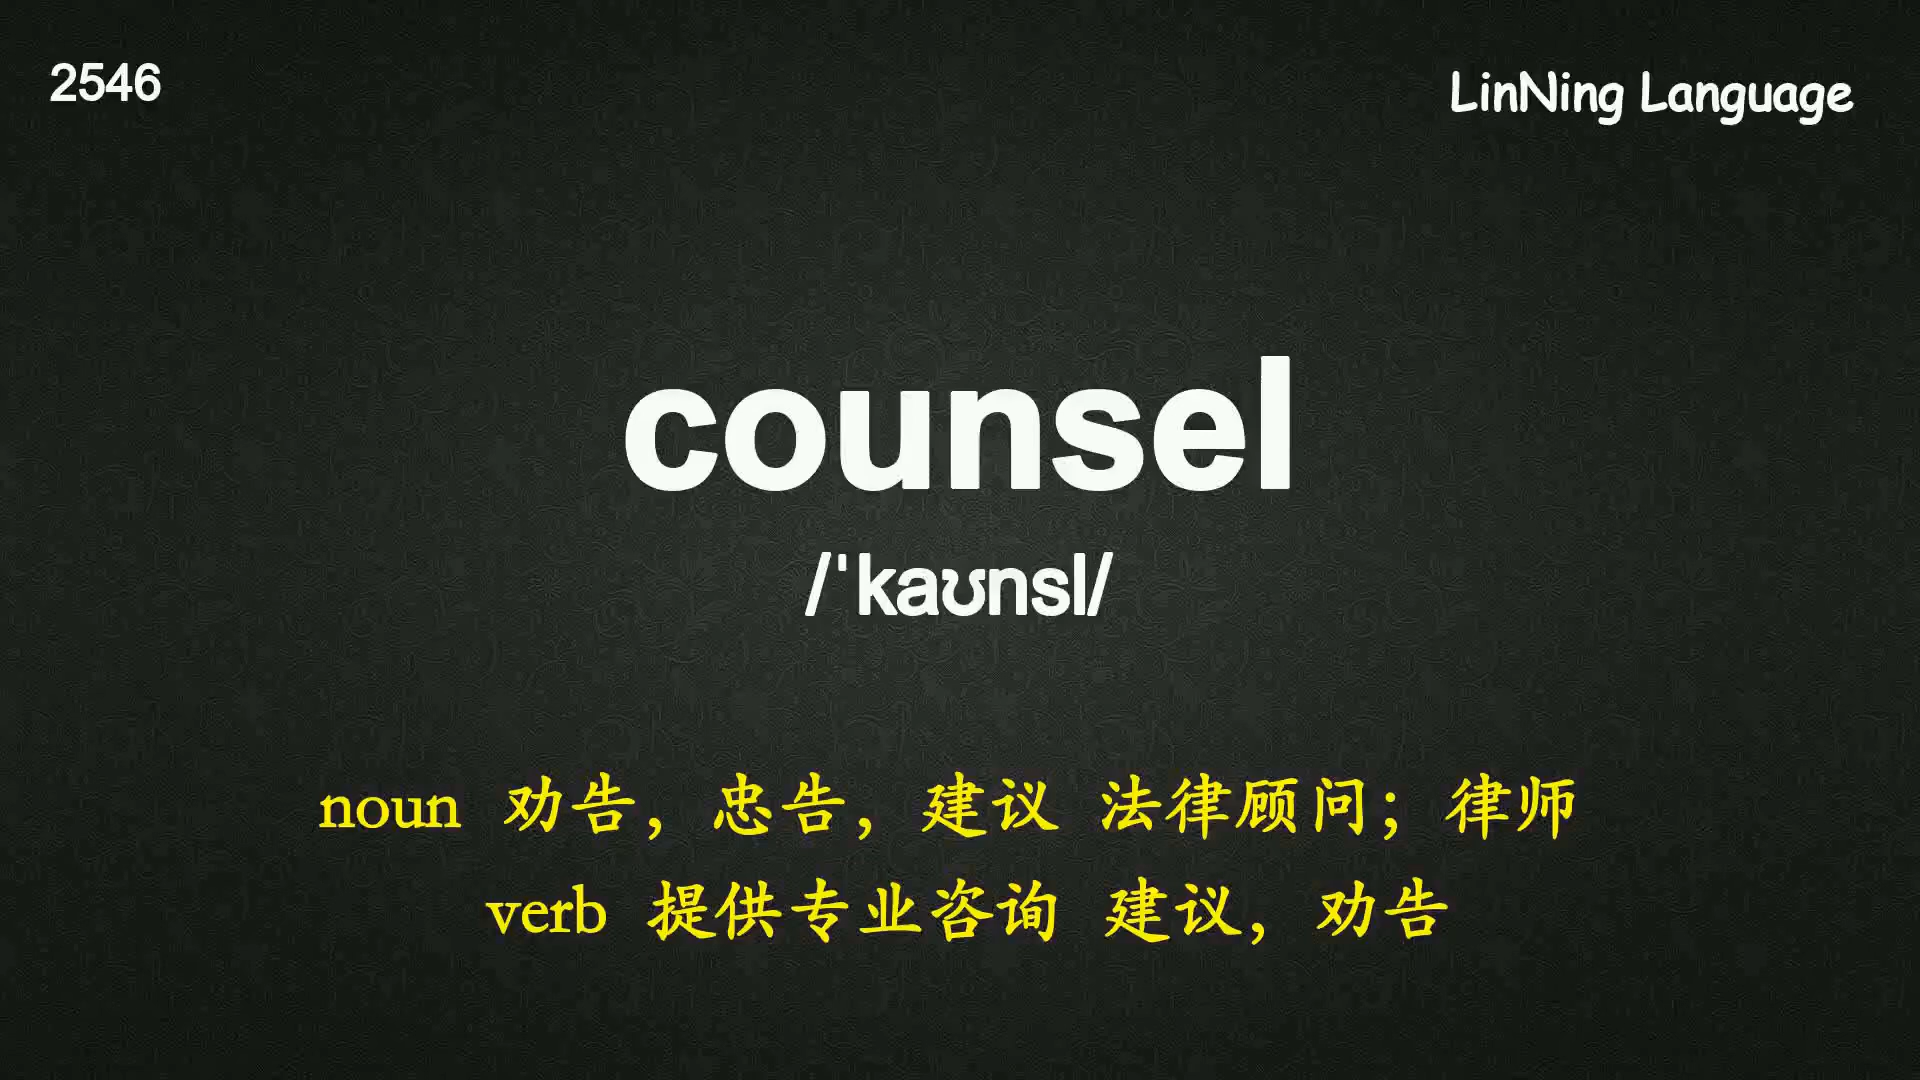 2546
LinNing Language
counsel
/ˈkaʊnsl/
noun 劝告，忠告，建议 法律顾问；律师
verb 提供专业咨询 建议，劝告